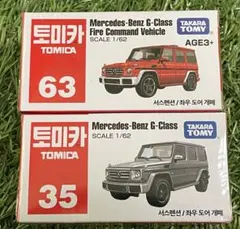 토미카
TOMICA
63
Mercedes-Benz G-Class
Fire Command Vehicle
SCALE 1/62
TAKARA
TOMY
AGE3+
서스펜션 / 좌우 도어 개폐
토미카
TOMICA
35
Mercedes-Benz G-Class
SCALE 1/62
TAKARA
TOMY
서스펜션 / 좌우 도어 개폐